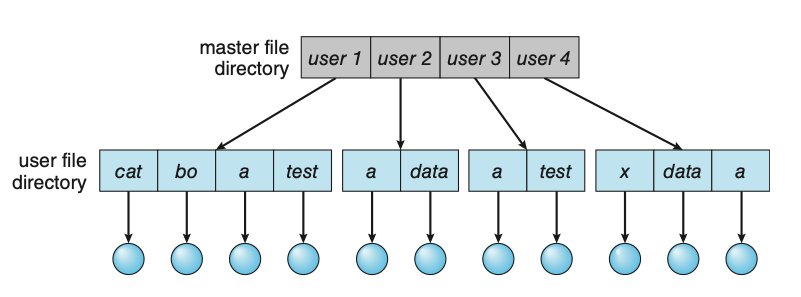 master file
directory
user 1 user 2 user 3 user 4
user file
directory
cat bo a test a data a test x data a